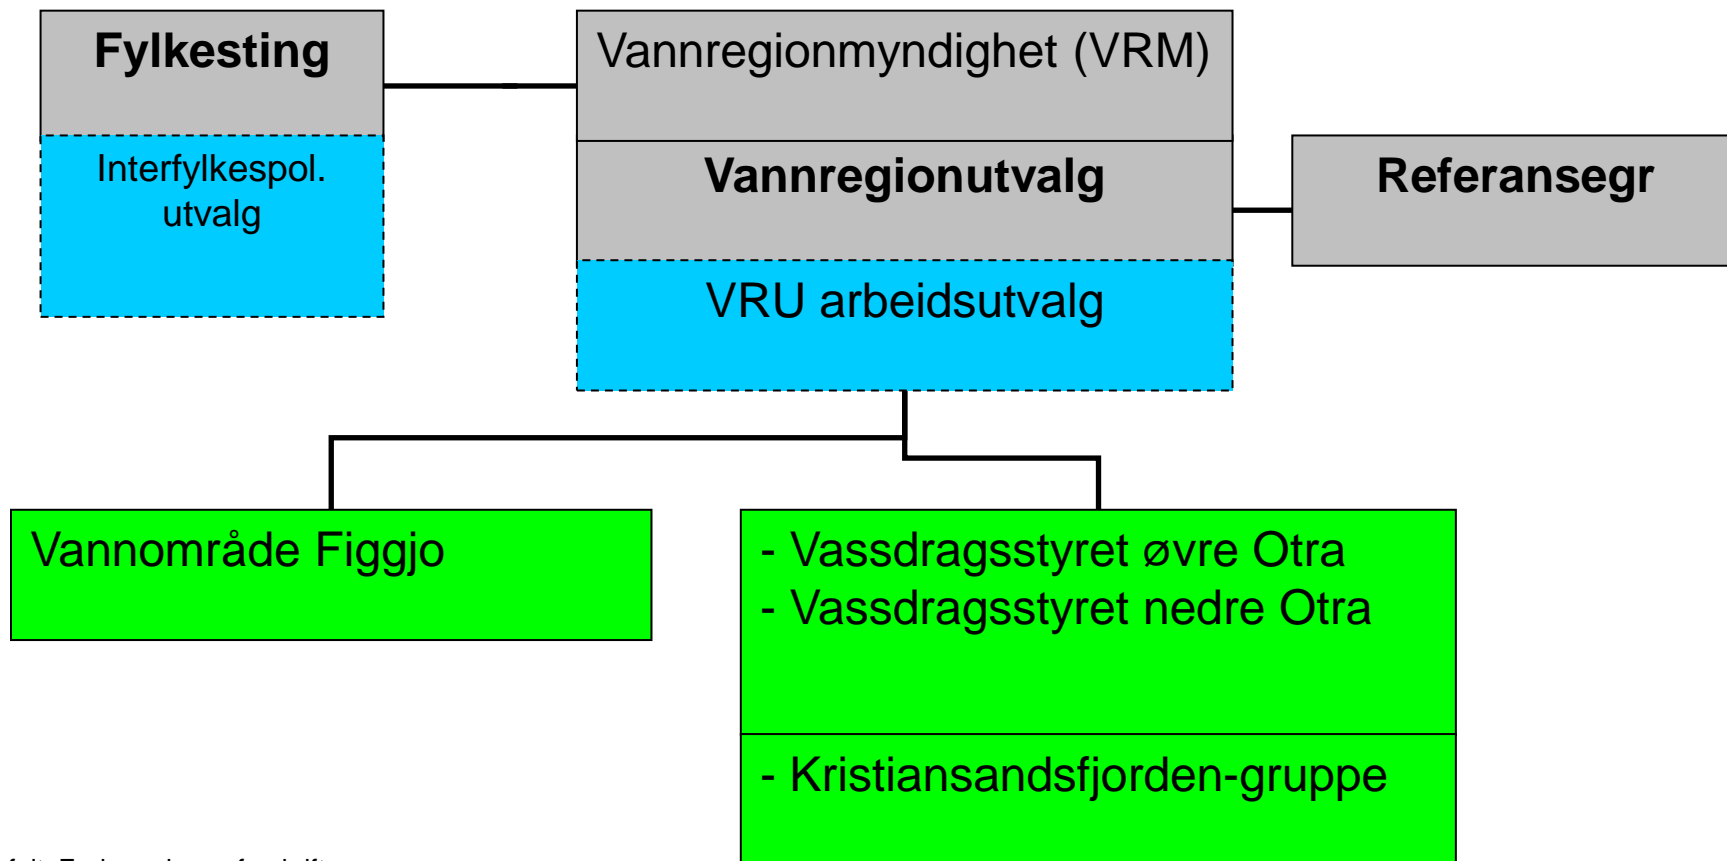 Fylkesting
Interfylkespol.
utvalg
Vannregionmyndighet (VRM)
Vannregionutvalg
VRU arbeidsutvalg
Referansegr
Vannområde Figgjo
- Vassdragsstyret øvre Otra
- Vassdragsstyret nedre Otra
- Kristiansandsfjorden-gruppe